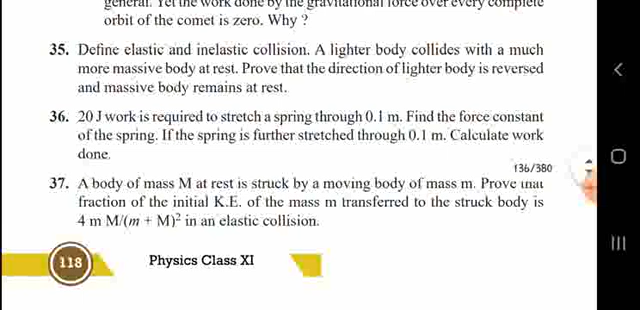 general. Yet the work done by the gravitational force over every complete
orbit of the comet is zero. Why ?
35. Define elastic and inelastic collision. A lighter body collides with a much
more massive body at rest. Prove that the direction of lighter body is reversed
and massive body remains at rest.
36. 20 J work is required to stretch a spring through 0.1 m. Find the force constant
of the spring. If the spring is further stretched through 0.1 m. Calculate work
done.
136/380
37. A body of mass M at rest is struck by a moving body of mass m. Prove that
fraction of the initial K.E. of the mass m transferred to the struck body is
4 m M/(m + M)² in an elastic collision.
118 Physics Class XI